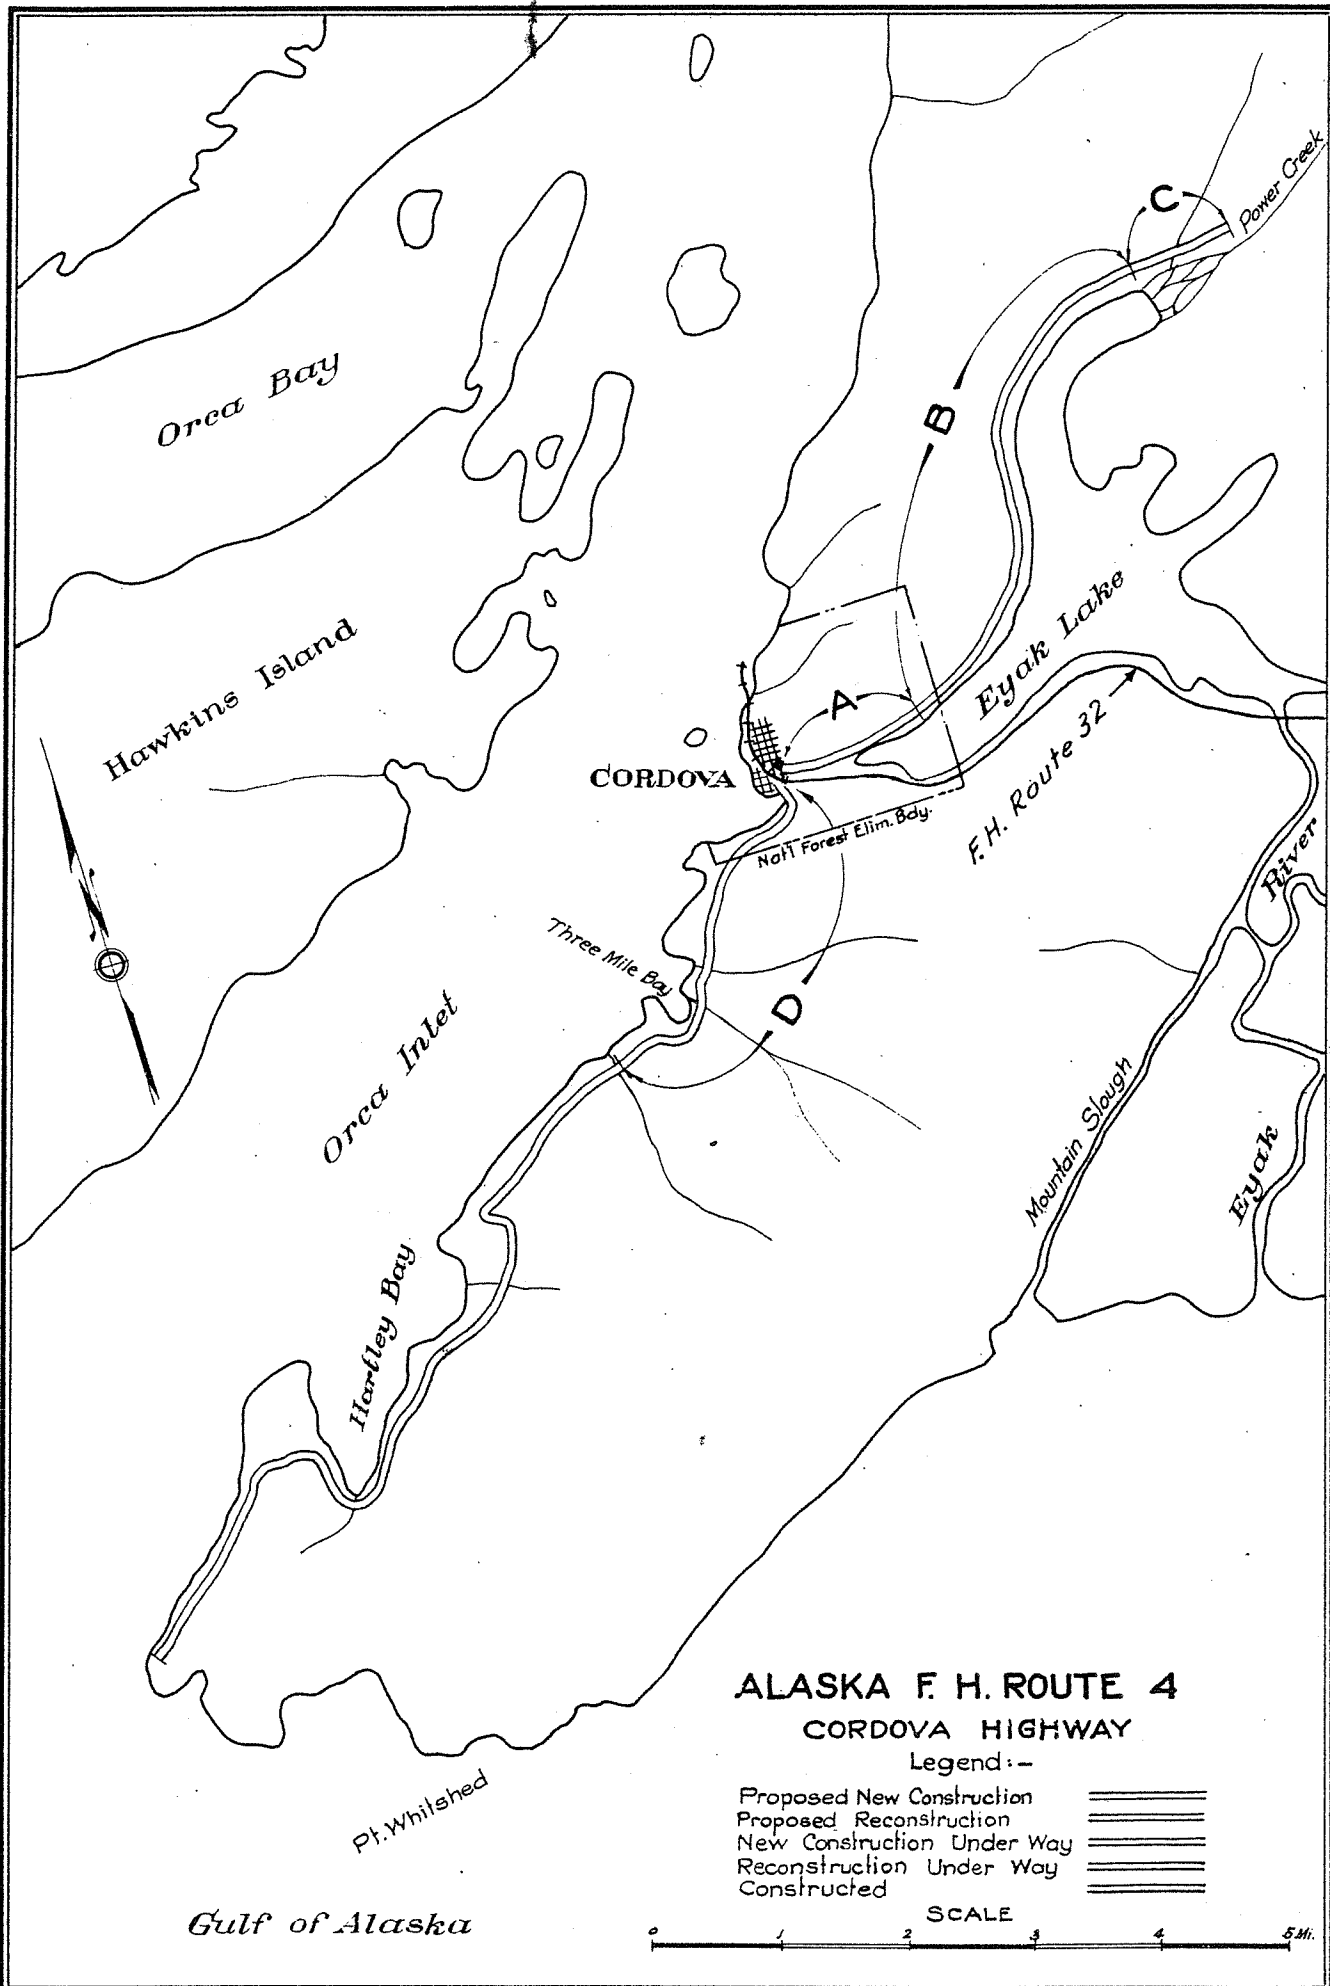 C
Power Creek
Orca Bay
B
Eyak Lake
Hawkins Island
A
F. H. Route 32
CORDOVA
Nat'l Forest Elim. Bdy.
River
N
Three Mile Bay
D
Orca Inlet
Mountain Slough
Eyak
Hartley Bay
ALASKA F. H. ROUTE 4
CORDOVA HIGHWAY
Legend:-
Proposed New Construction
Proposed Reconstruction
New Construction Under Way
Reconstruction Under Way
Constructed
Pt. Whitshed
Gulf of Alaska
SCALE
0 1 2 3 4 5 Mi.